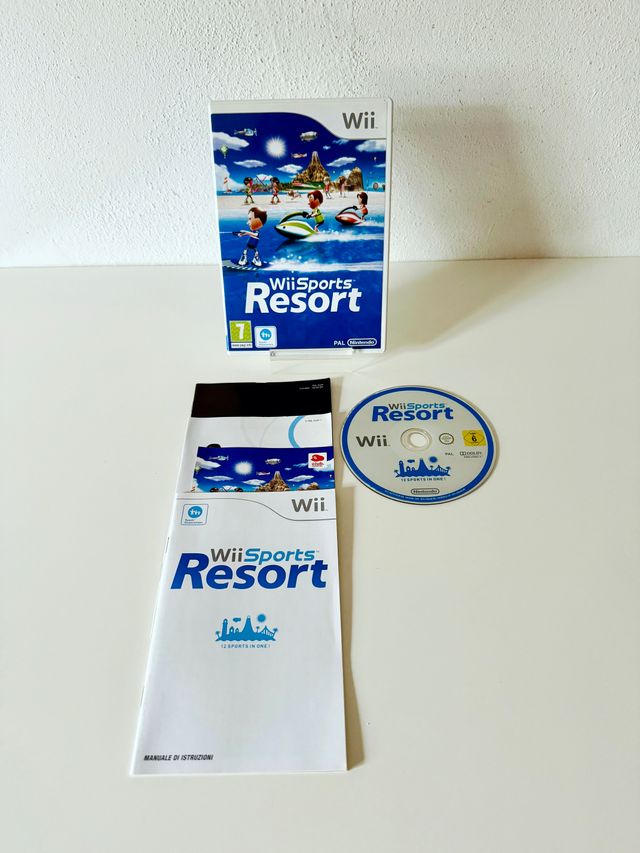 Wii
WiiSports
Resort
7
PAL Nintendo
Wii
WiiSports
Resort
12 SPORTS IN ONE!
MANUALE DI ISTRUZIONI
WiiSports
Resort
Wii
6
PAL
DOLBY
12 SPORTS IN ONE!
Nintendo